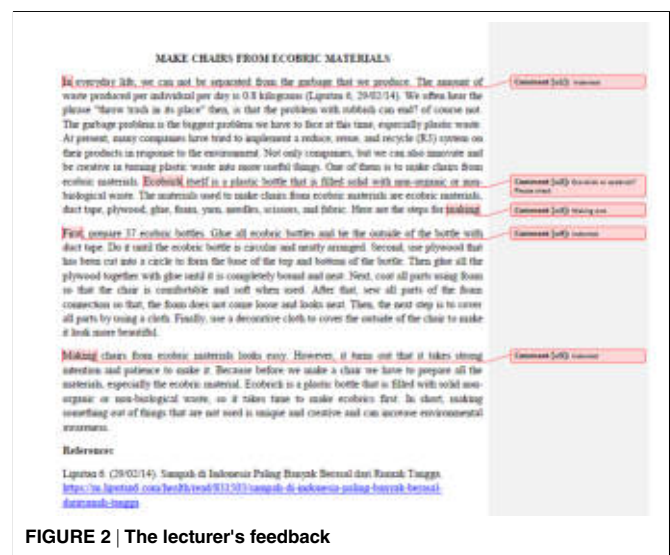 MAKE CHAIRS FROM ECOBRIC MATERIALS
In everyday life, we can not be separated from the garbage that we produce. The amount of
waste produced per individual per day is 0.8 kilograms (Liputan 6, 29/02/14). We often hear the
phrase "throw trash in its place" then, is that the problem with rubbish can end? of course not.
The garbage problem is the biggest problem we have to face at this time, especially plastic waste.
At present, many companies have tried to implement a reduce, reuse, and recycle (R3) system on
their products in response to the environment. Not only companies, but we can also innovate and
be creative in turning plastic waste into more useful things. One of them is to make chairs from
ecobric materials. Ecobrick itself is a plastic bottle that is filled solid with non-organic or non-
biological waste. The materials used to make chairs from ecobric materials are ecobric materials,
duct tape, plywood, glue, foam, yarn, needles, scissors, and fabric. Here are the steps for making.
First, prepare 37 ecobric bottles. Glue all ecobric bottles and tie the outside of the bottle with
duct tape. Do it until the ecobric bottle is circular and neatly arranged. Second, use plywood that
has been cut into a circle to form the base of the top and bottom of the bottle. Then glue all the
plywood together with glue until it is completely bound and neat. Next, coat all parts using foam
so that the chair is comfortable and soft when used. After that, sew all parts of the foam
connection so that, the foam does not come loose and looks neat. Then, the next step is to cover
all parts by using a cloth. Finally, use a decorative cloth to cover the outside of the chair to make
it look more beautiful.
Making chairs from ecobric materials looks easy. However, it turns out that it takes strong
intention and patience to make it. Because before we make a chair we have to prepare all the
materials, especially the ecobric material. Ecobrick is a plastic bottle that is filled with solid non-
organic or non-biological waste, so it takes time to make ecobrics first. In short, making
something out of things that are not used is unique and creative and can increase environmental
awareness.
References:
Liputan 6. (29/02/14). Sampah di Indonesia Paling Banyak Berasal dari Rumah Tangga.
Comment
Comment
Please
Comment
Comment
Comment
FIGURE 2 | The lecturer's feedback